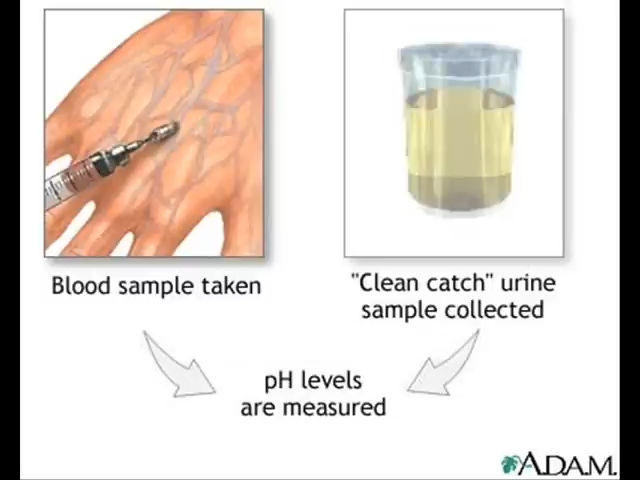 Blood sample taken
"Clean catch" urine
sample collected
pH levels
are measured
A.D.A.M.